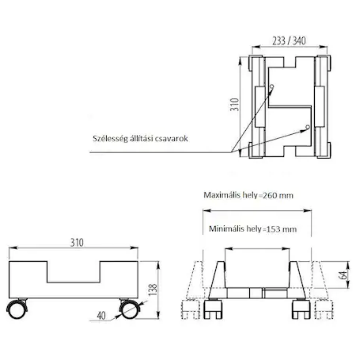 233 / 340
310
Szélesség állítási csavarok
Maximális hely =260 mm
Minimális hely =153 mm
310
138
40
64